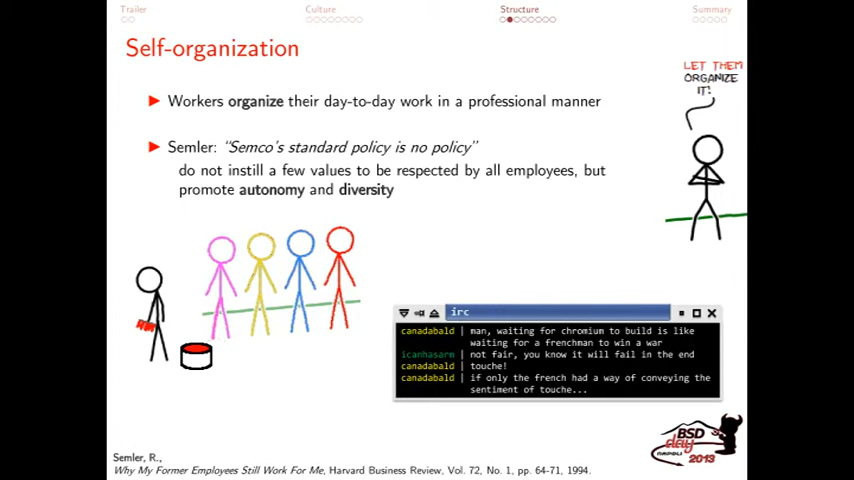 Trailer Culture Structure Summary
Self-organization
LET THEM
ORGANIZE
IT!
Workers organize their day-to-day work in a professional manner
Semler: “Semco's standard policy is no policy”
do not instill a few values to be respected by all employees, but
promote autonomy and diversity
irc
canadabald | man, waiting for chromium to build is like
waiting for a frenchman to win a war
icanhasarm | not fair, you know it will fail in the end
canadabald | touche!
canadabald | if only the french had a way of conveying the
sentiment of touche...
BSD
day
NAPOLI 2013
Semler, R.,
Why My Former Employees Still Work For Me, Harvard Business Review, Vol. 72, No. 1, pp. 64-71, 1994.